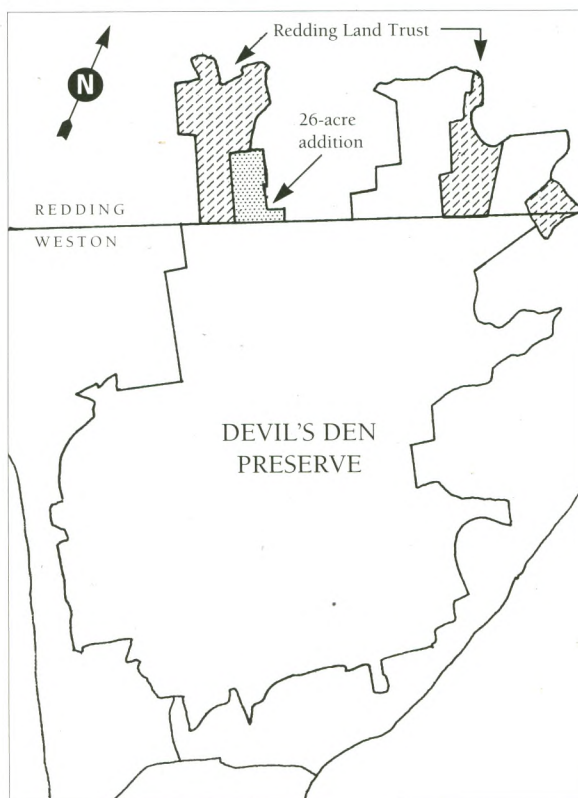 N
Redding Land Trust
26-acre
addition
REDDING
WESTON
DEVIL'S DEN
PRESERVE